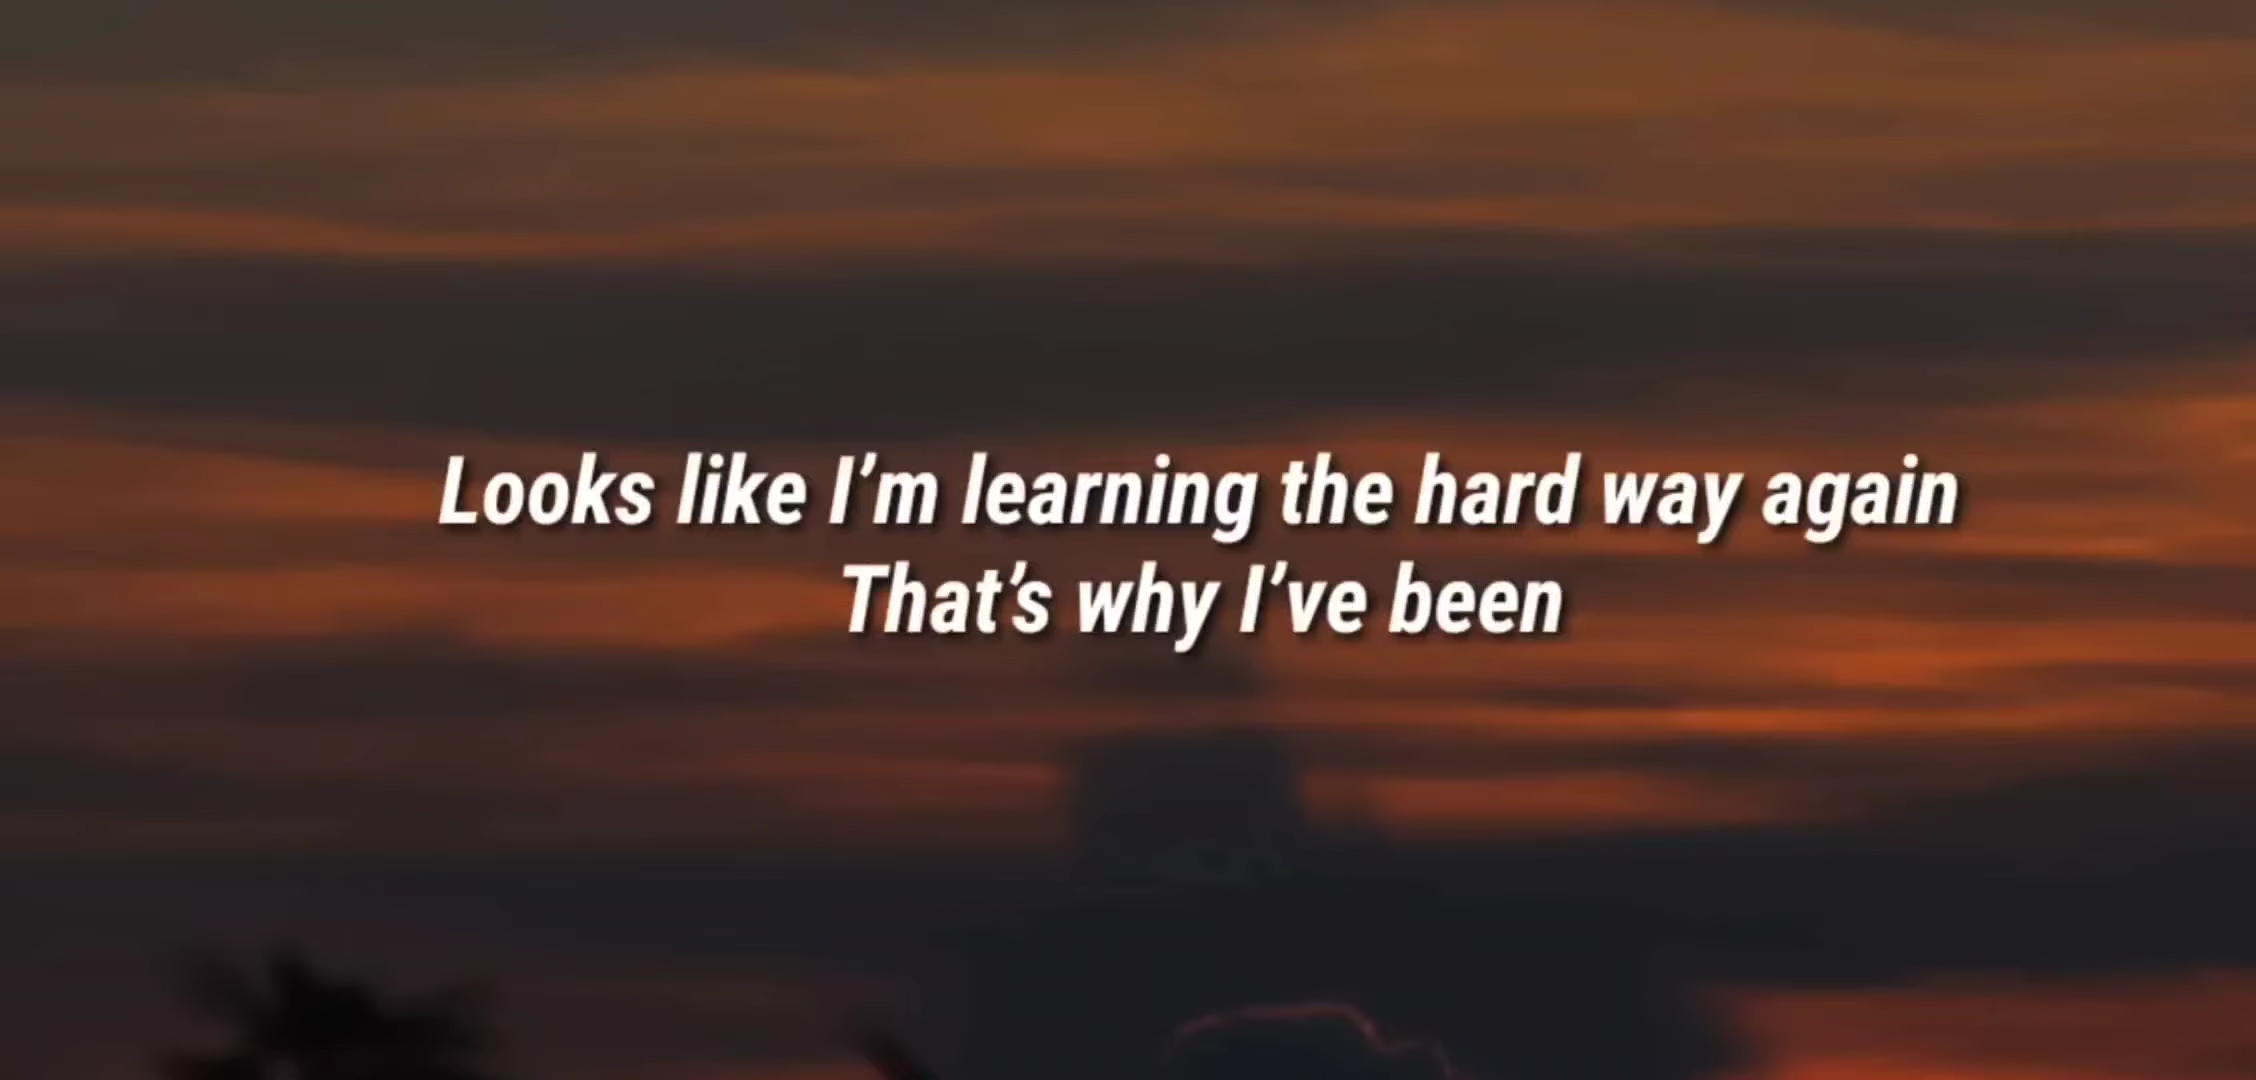 Looks like I’m learning the hard way again
That’s why I’ve been